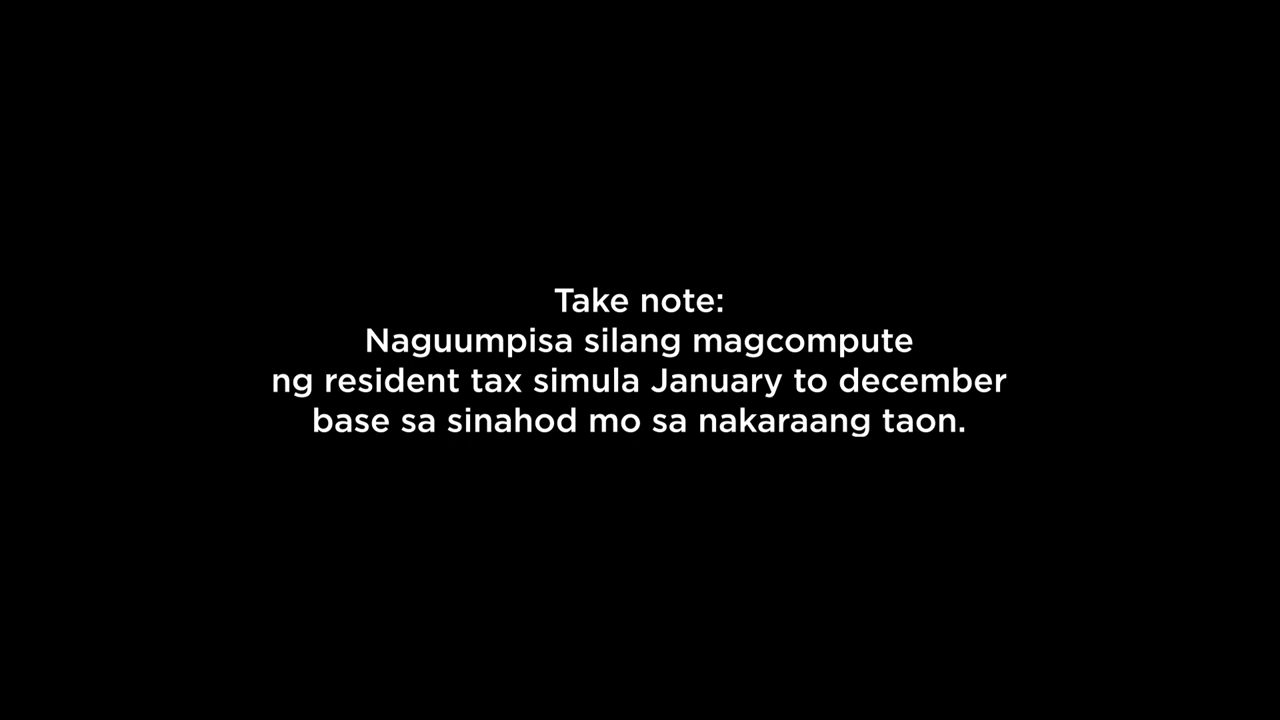 Take note:
Naguumpisa silang magcompute
ng resident tax simula January to december
base sa sinahod mo sa nakaraang taon.